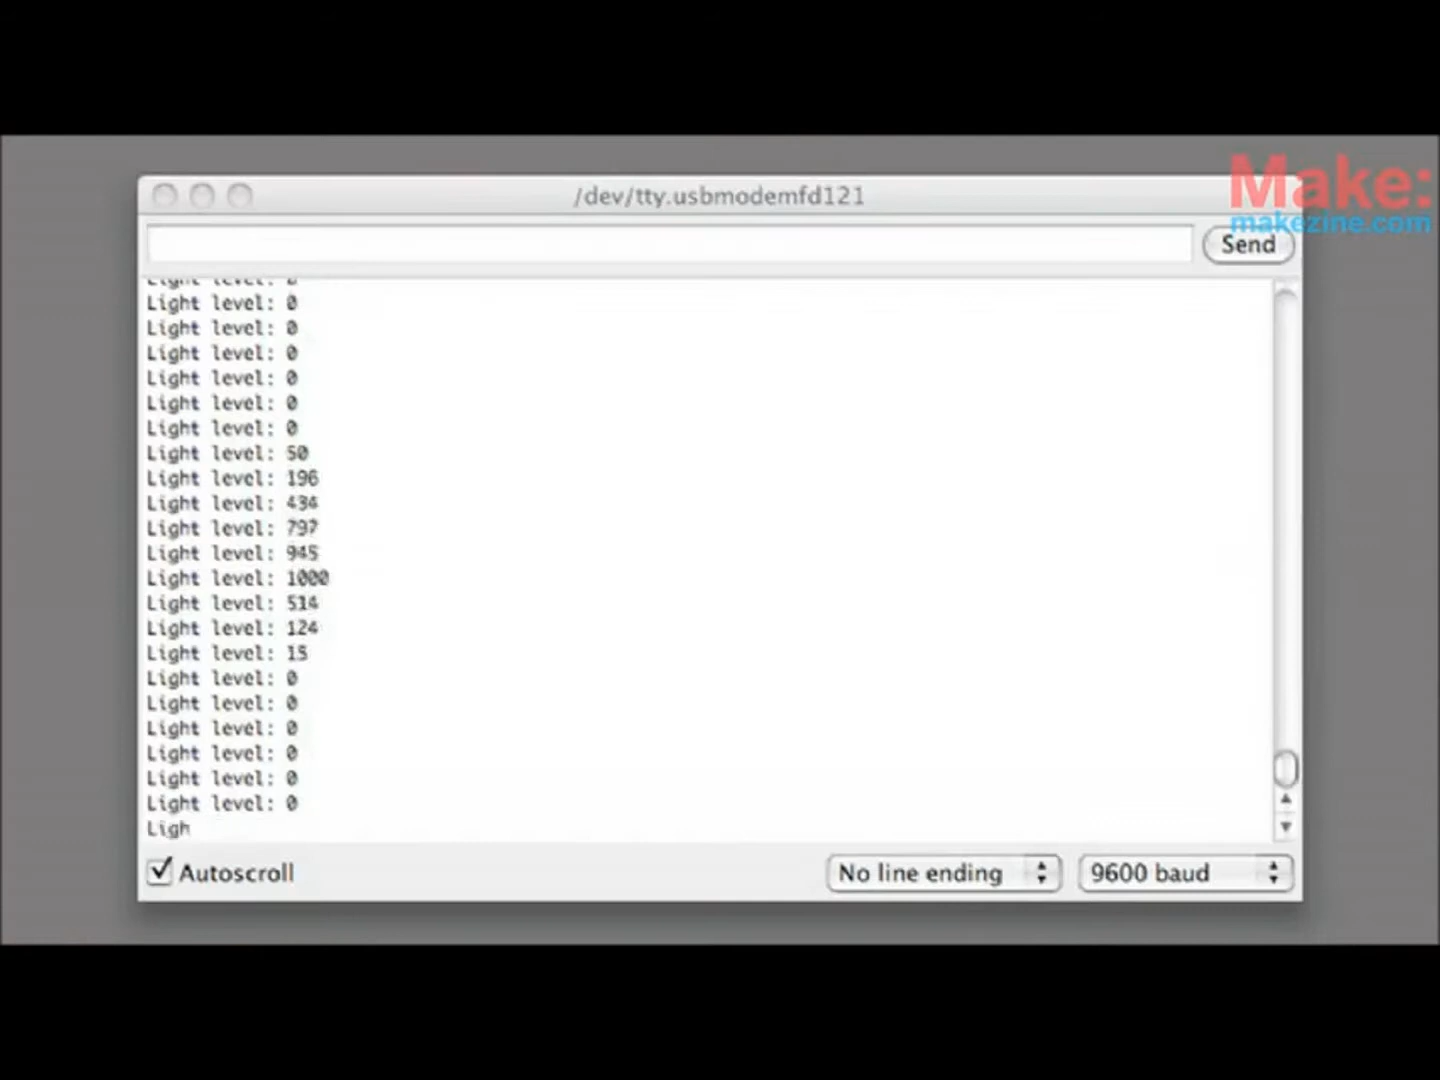 /dev/tty.usbmodemfd121
Make:
makezine.com
Send
Light level: 0
Light level: 0
Light level: 0
Light level: 0
Light level: 0
Light level: 0
Light level: 0
Light level: 50
Light level: 196
Light level: 434
Light level: 797
Light level: 945
Light level: 1000
Light level: 514
Light level: 124
Light level: 15
Light level: 0
Light level: 0
Light level: 0
Light level: 0
Light level: 0
Light level: 0
Ligh
Autoscroll
No line ending
9600 baud